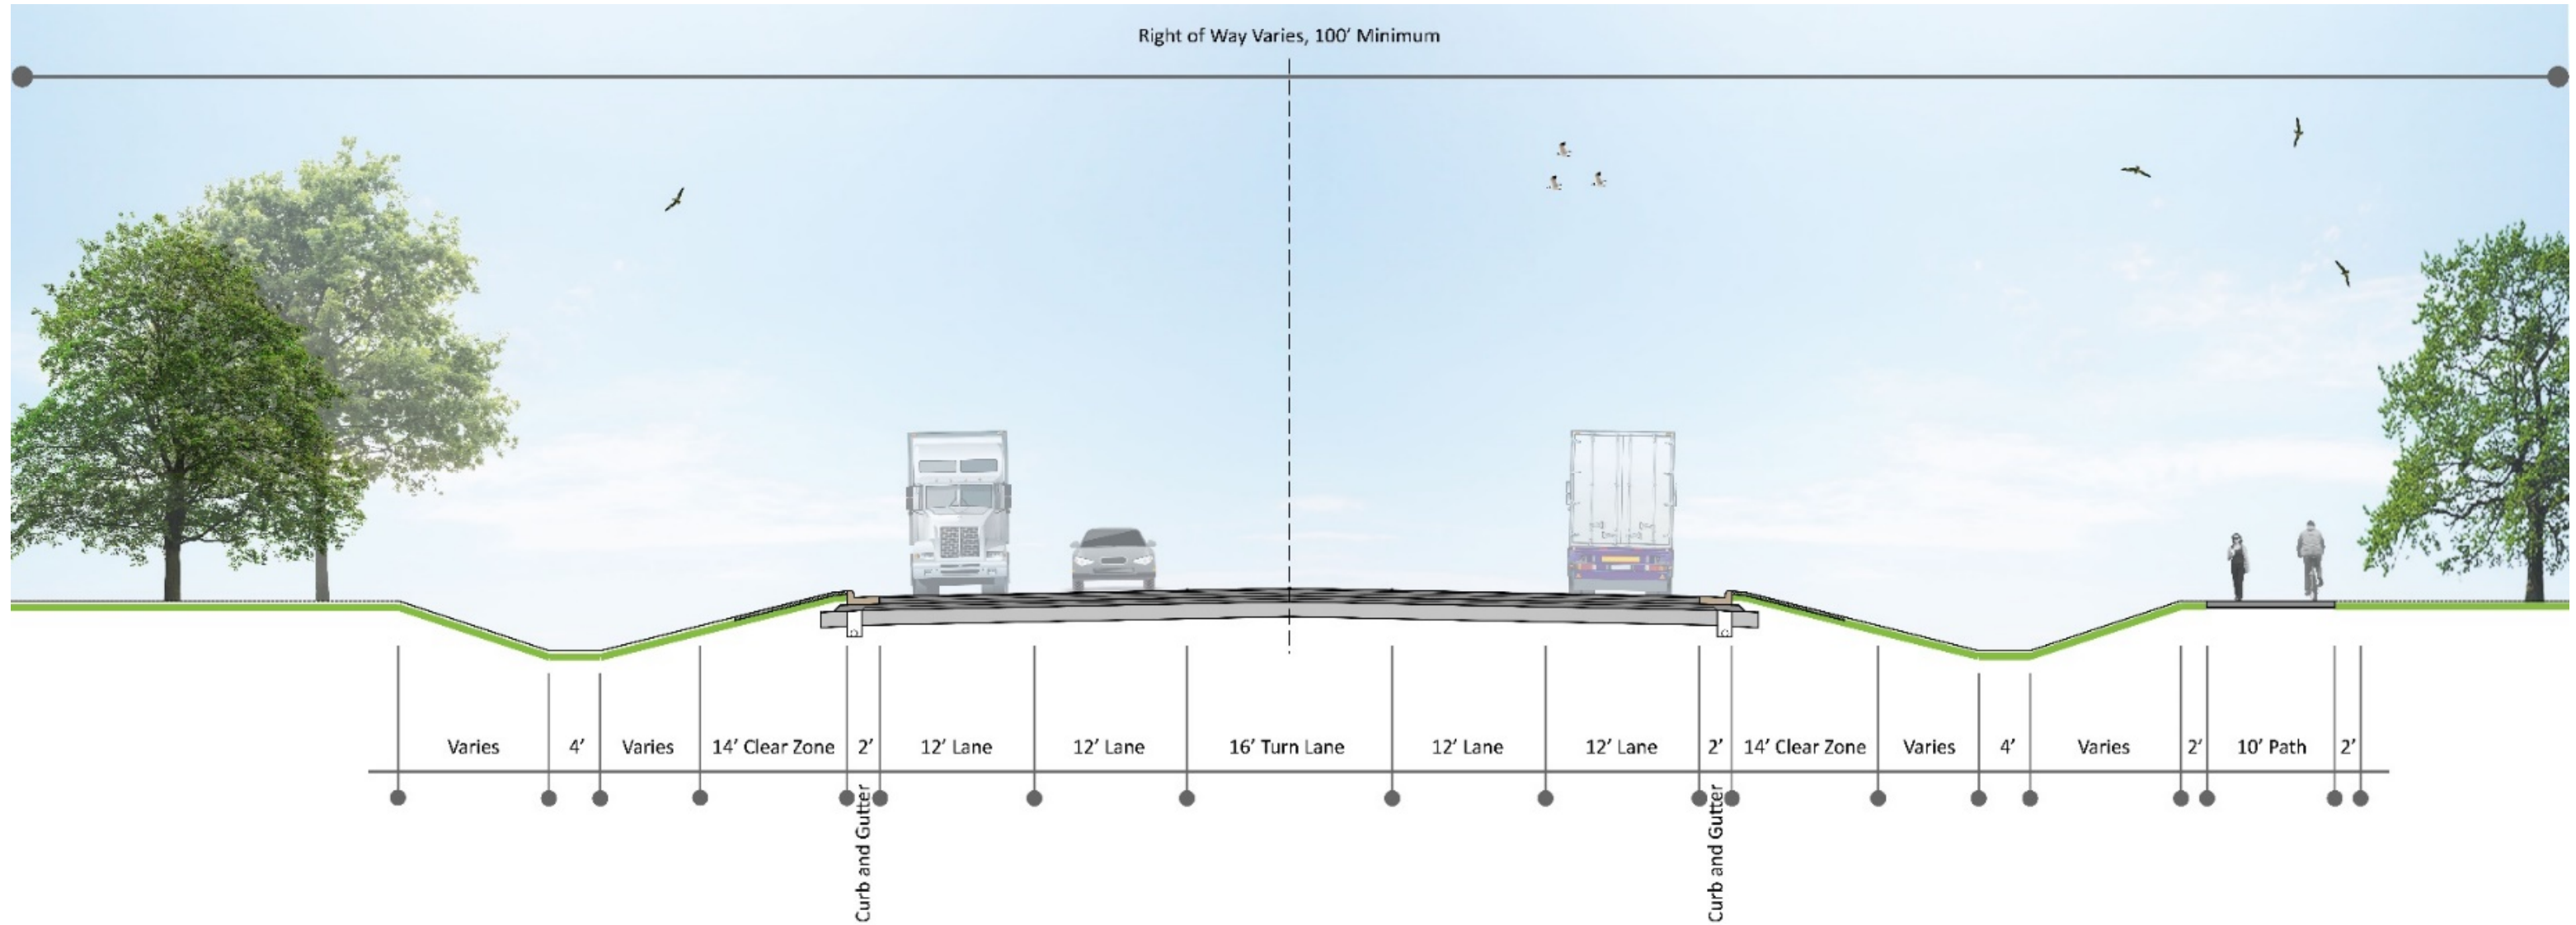 Right of Way Varies, 100’ Minimum
Varies
4’
Varies
14’ Clear Zone
2’
12’ Lane
12’ Lane
16’ Turn Lane
12’ Lane
12’ Lane
2’
14’ Clear Zone
Varies
4’
Varies
2’
10’ Path
2’
Curb and Gutter
Curb and Gutter